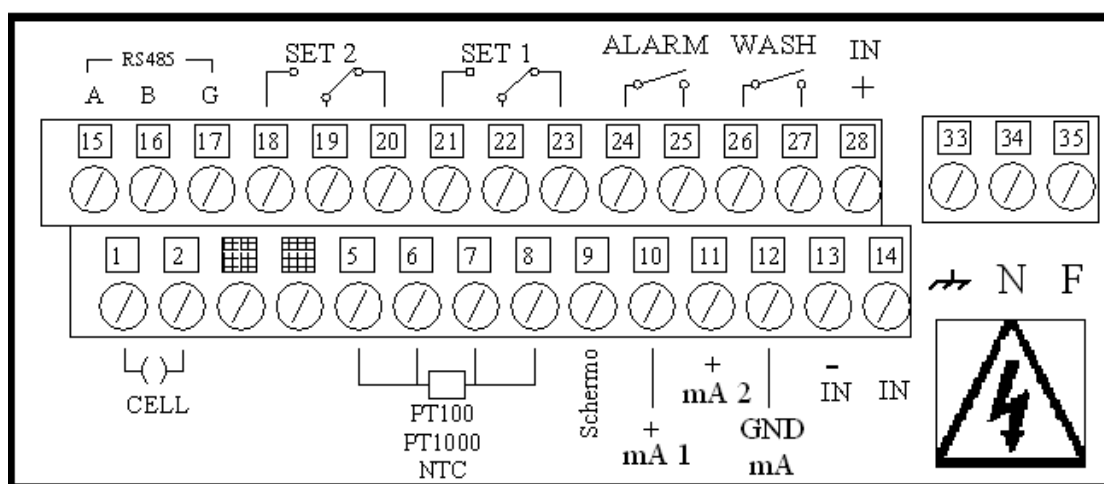 ALARM WASH IN
SET 2 SET 1
RS485
A B G +
15 16 17 18 19 20 21 22 23 24 25 26 27 28 33 34 35
1 2 5 6 7 8 9 10 11 12 13 14
N F
CELL
PT100
PT1000
NTC
Schermo
+
mA 1
+
mA 2
GND
mA
-
IN IN